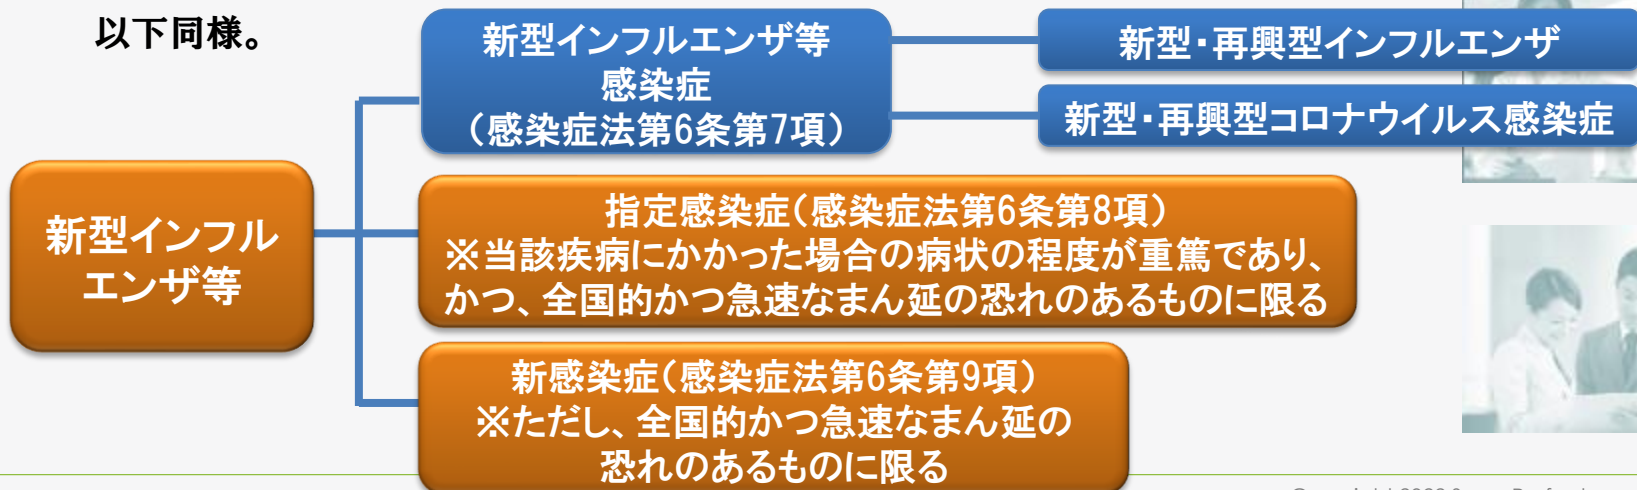 以下同様。
新型インフルエンザ等
感染症
（感染症法第6条第7項）
新型・再興型インフルエンザ
新型・再興型コロナウイルス感染症
新型インフル
エンザ等
指定感染症（感染症法第6条第8項）
※当該疾病にかかった場合の病状の程度が重篤であり、
かつ、全国的かつ急速なまん延の恐れのあるものに限る
新感染症（感染症法第6条第9項）
※ただし、全国的かつ急速なまん延の
恐れのあるものに限る